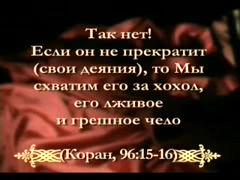 Так нет!
Если он не прекратит
(свои деяния), то Мы
схватим его за хохол,
его лживое
и грешное чело
(Коран, 96:15-16)